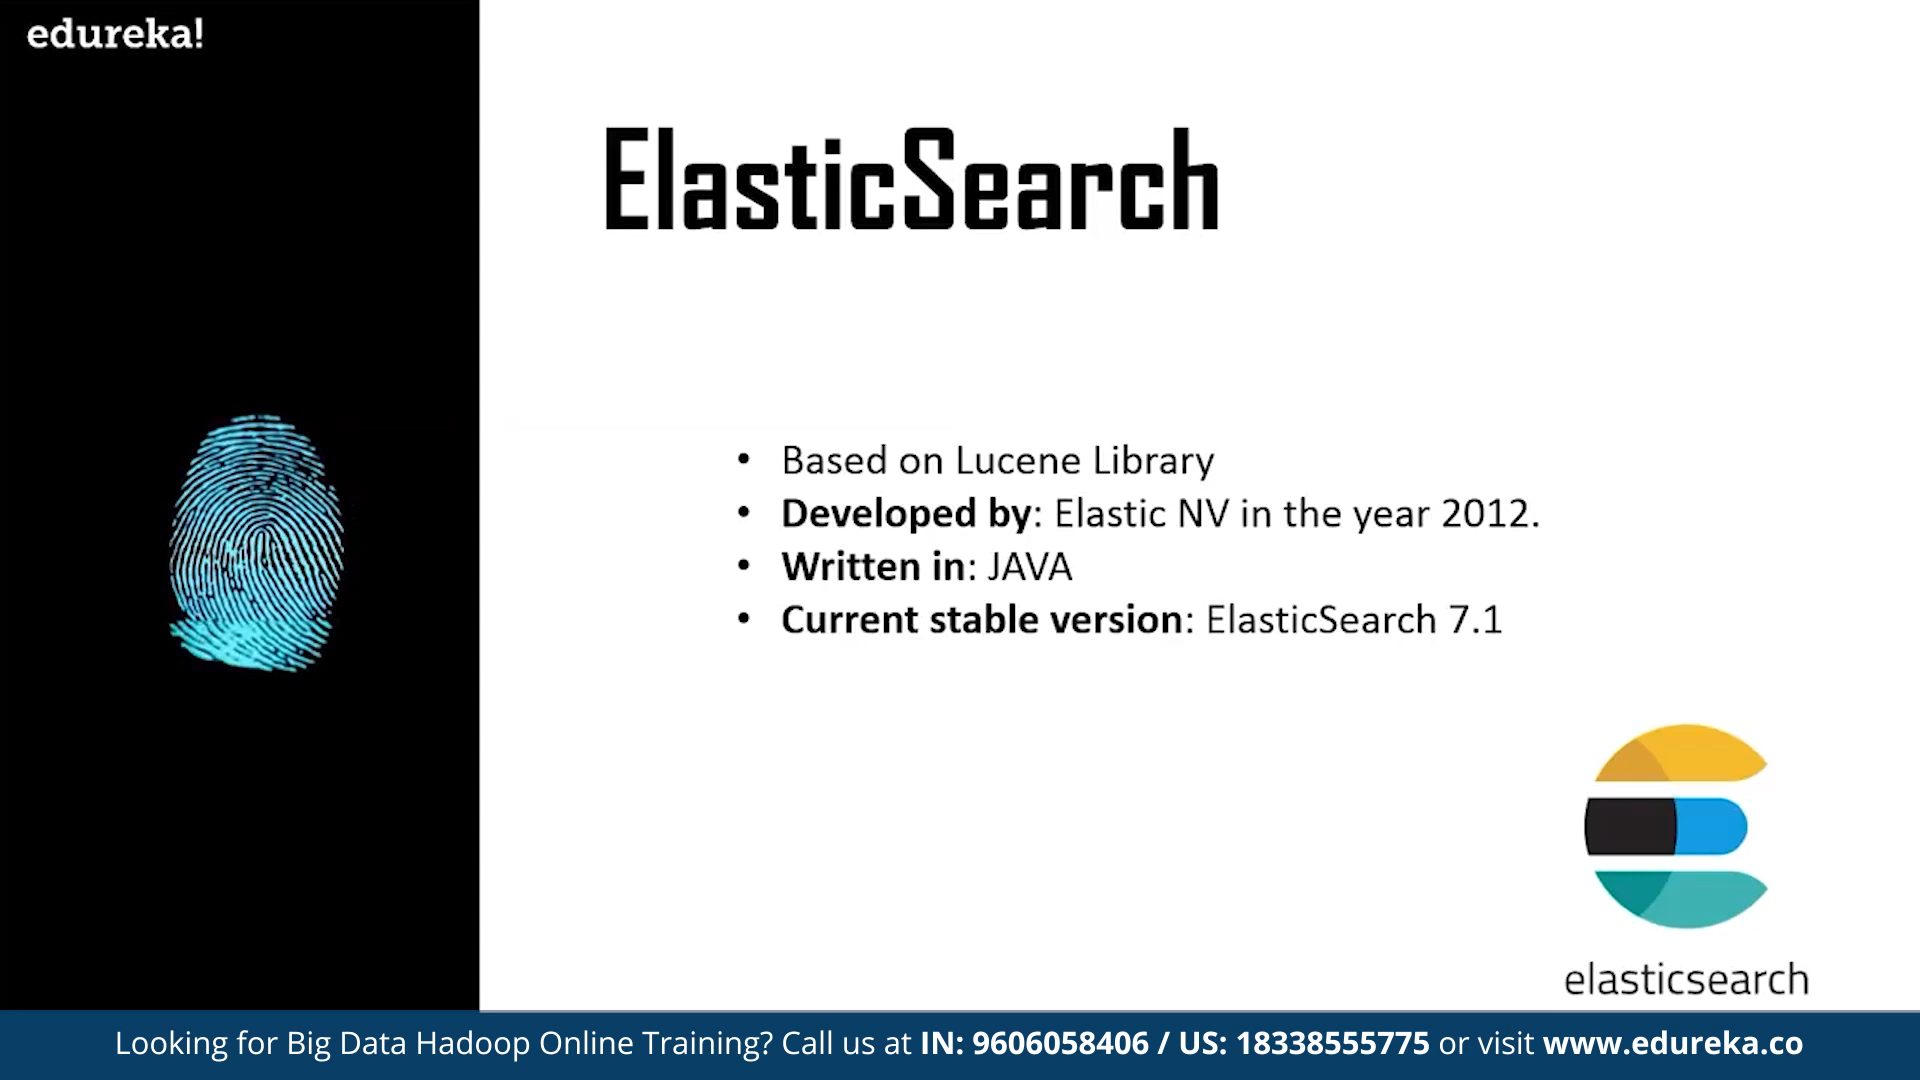 edureka!
ElasticSearch
• Based on Lucene Library
• Developed by: Elastic NV in the year 2012.
• Written in: JAVA
• Current stable version: ElasticSearch 7.1
elasticsearch
Looking for Big Data Hadoop Online Training? Call us at IN: 9606058406 / US: 18338555775 or visit www.edureka.co